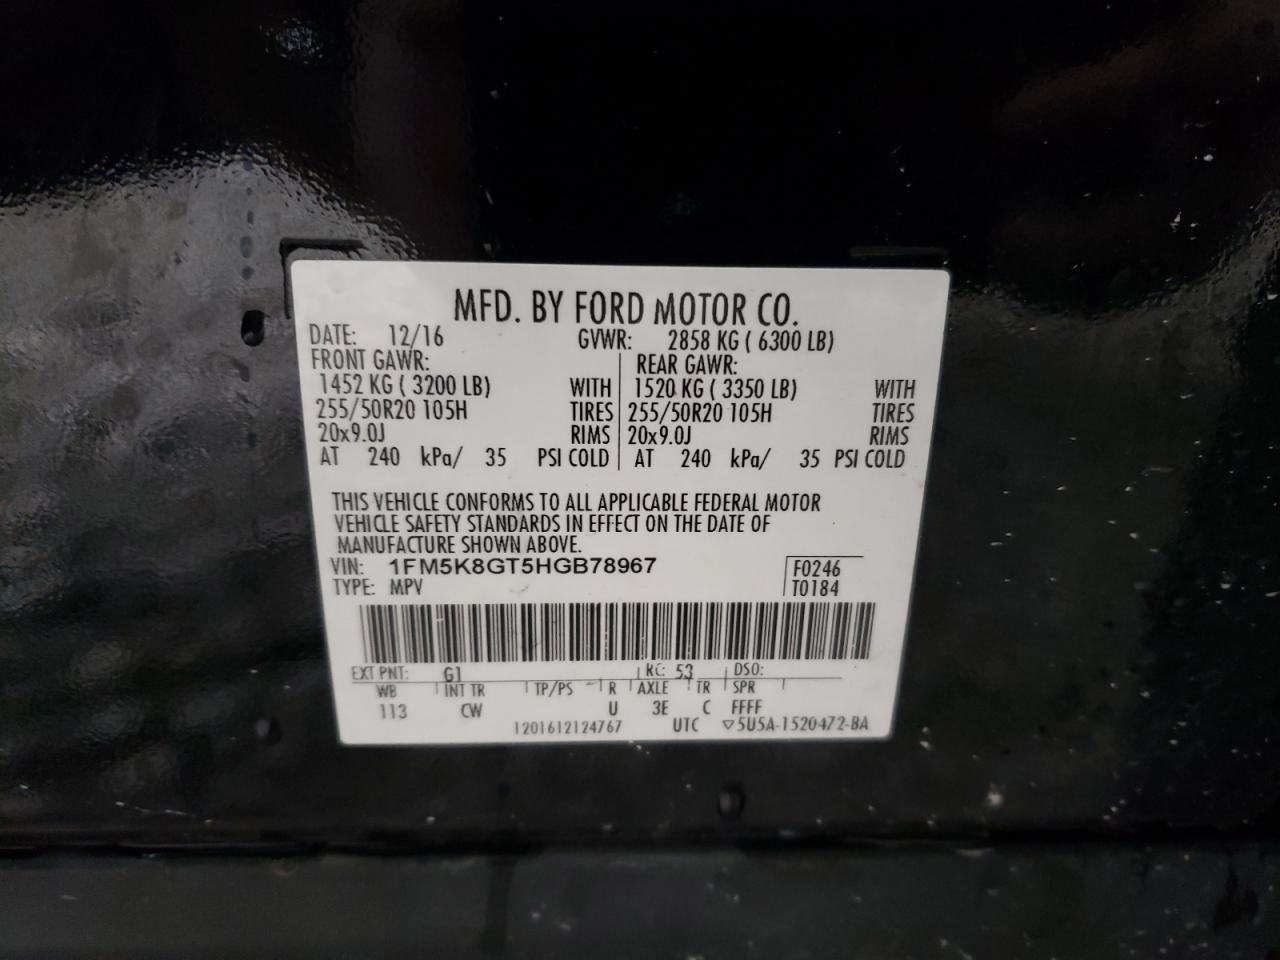 MFD. BY FORD MOTOR CO.
DATE: 12/16 GVWR: 2858 KG ( 6300 LB)
FRONT GAWR: REAR GAWR:
1452 KG ( 3200 LB) WITH 1520 KG ( 3350 LB) WITH
255/50R20 105H TIRES 255/50R20 105H TIRES
20x9.0J RIMS 20x9.0J RIMS
AT 240 kPa/ 35 PSI COLD AT 240 kPa/ 35 PSI COLD
THIS VEHICLE CONFORMS TO ALL APPLICABLE FEDERAL MOTOR
VEHICLE SAFETY STANDARDS IN EFFECT ON THE DATE OF
MANUFACTURE SHOWN ABOVE.
VIN: 1FM5K8GT5HGB78967 F0246
TYPE: MPV T0184
EXT PNT: G1 RC: 53 DSO:
WB INT TR TP/PS R AXLE TR SPR
113 CW U 3E C FFFF
1201612124767 UTC ▽5U5A-1520472-BA